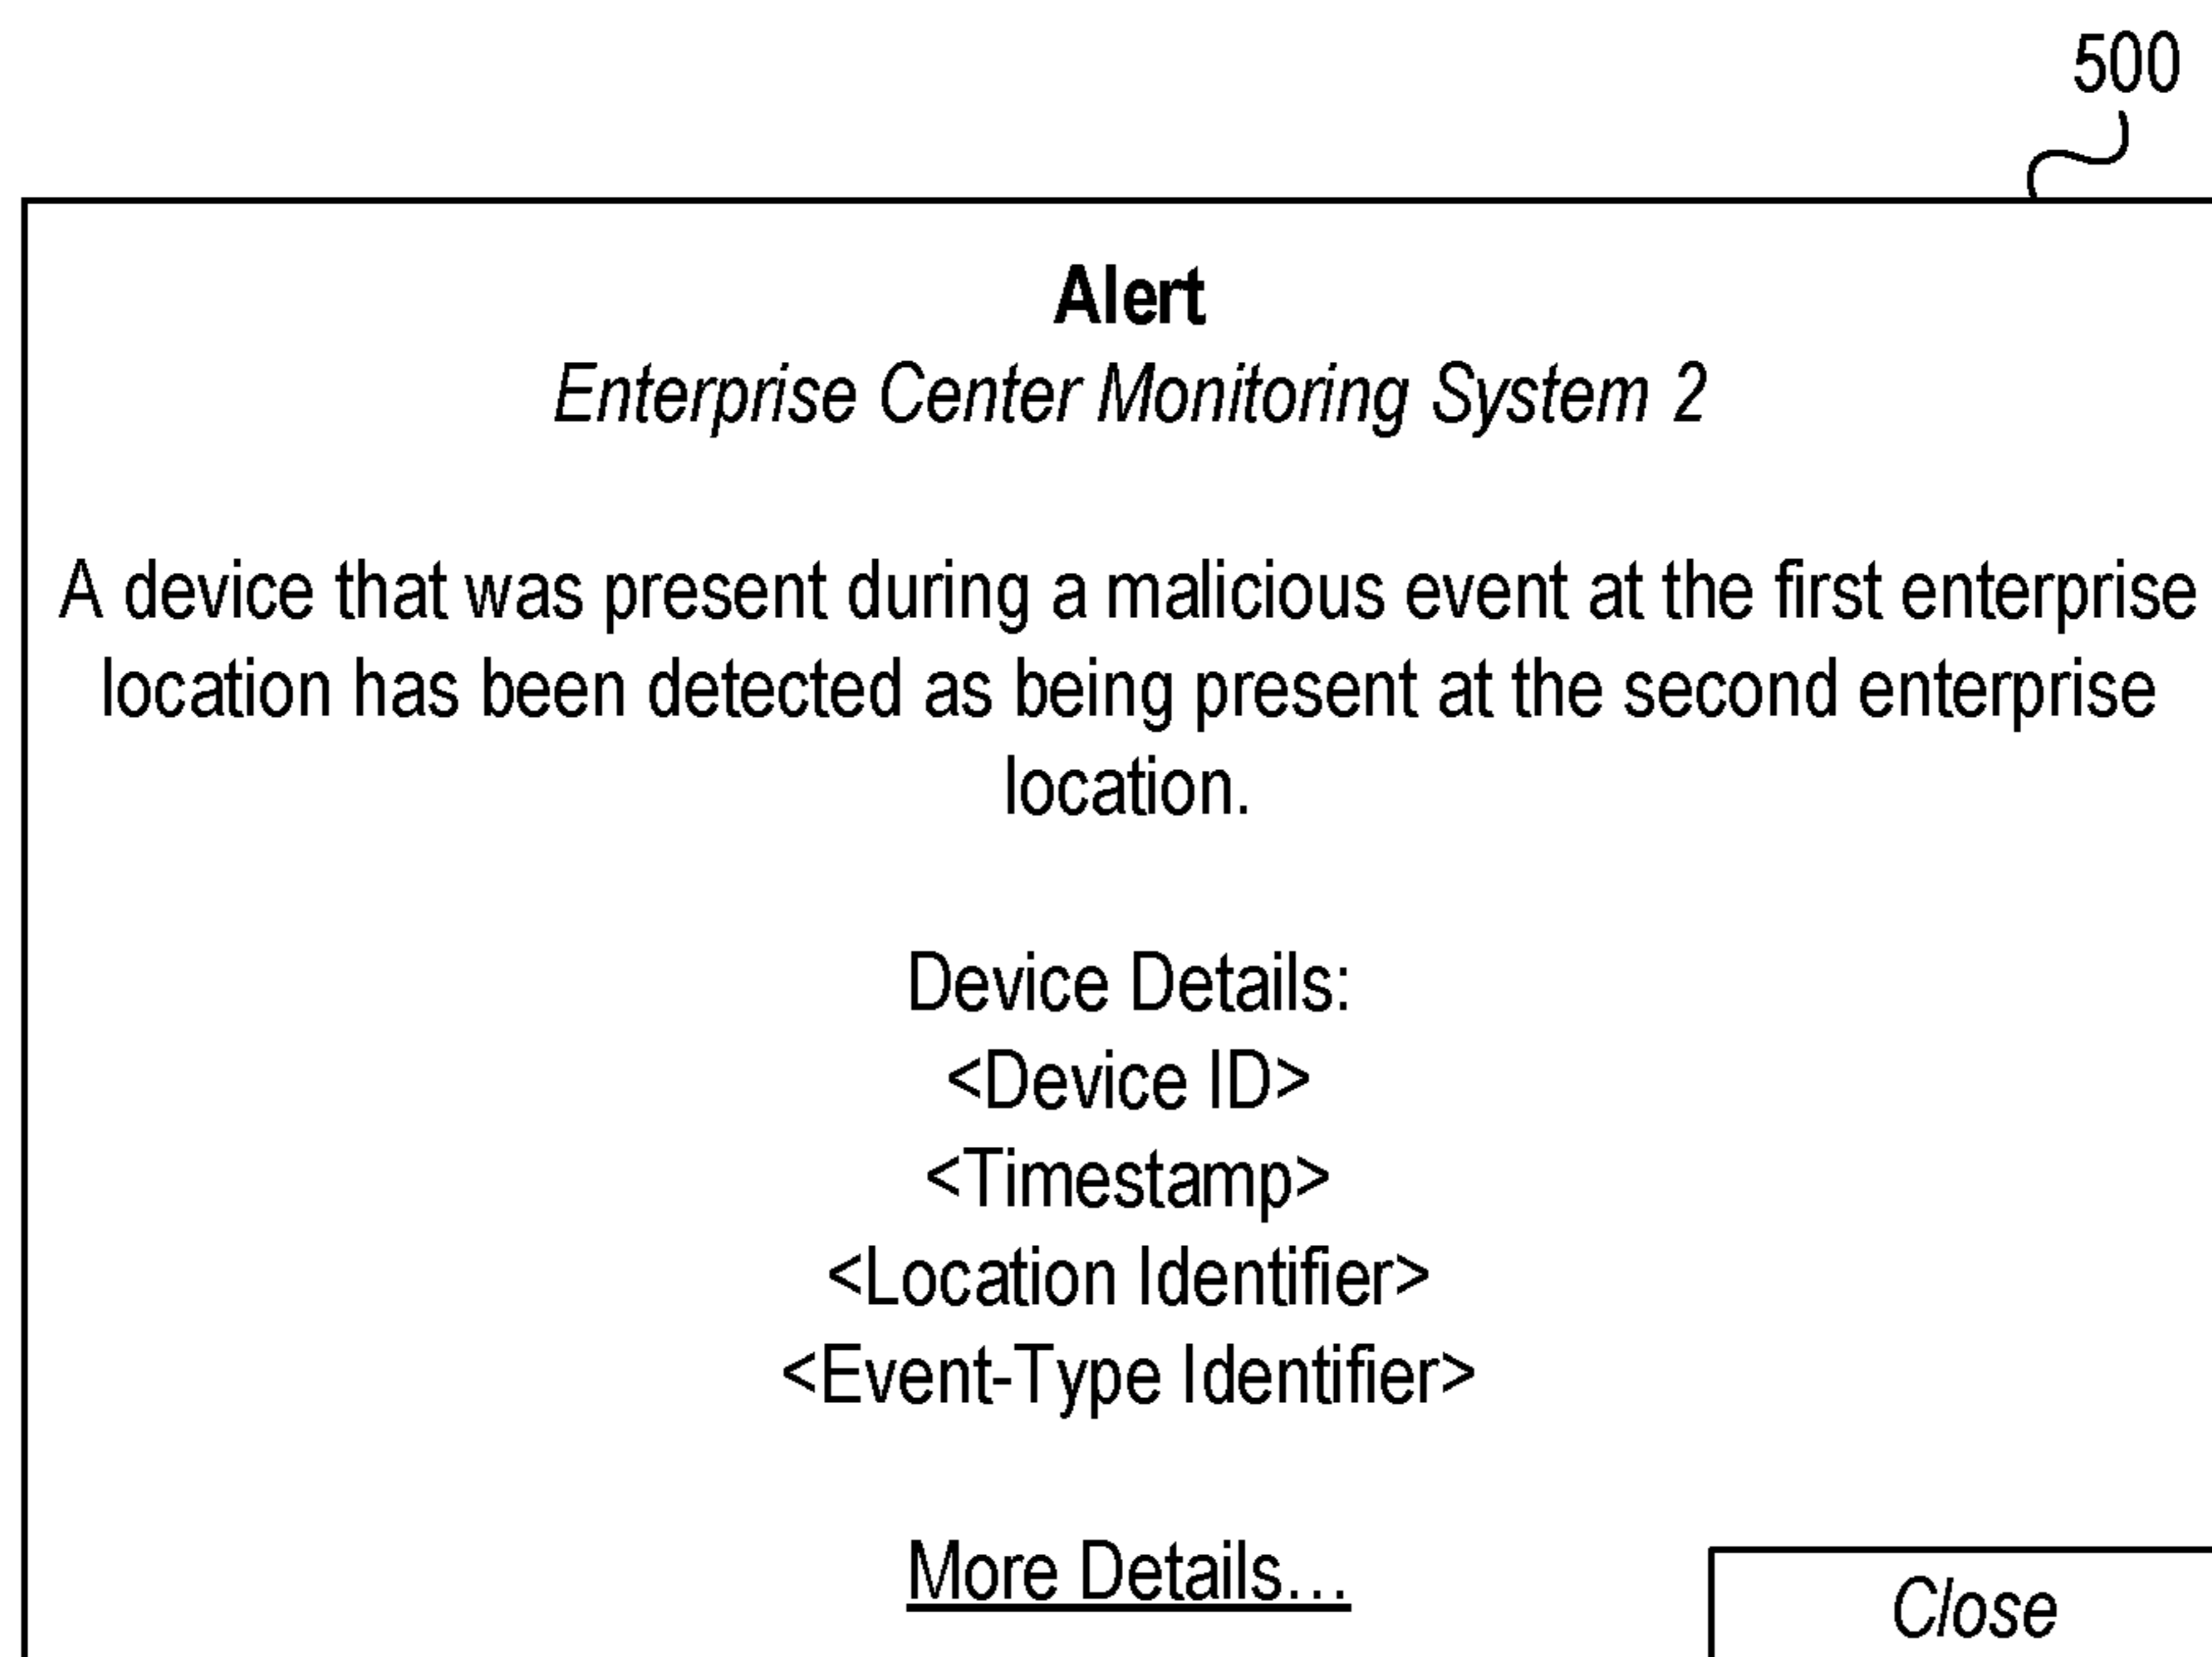 500
Alert
Enterprise Center Monitoring System 2
A device that was present during a malicious event at the first enterprise
location has been detected as being present at the second enterprise
location.
Device Details:
<Device ID>
<Timestamp>
<Location Identifier>
<Event-Type Identifier>
More Details...
Close